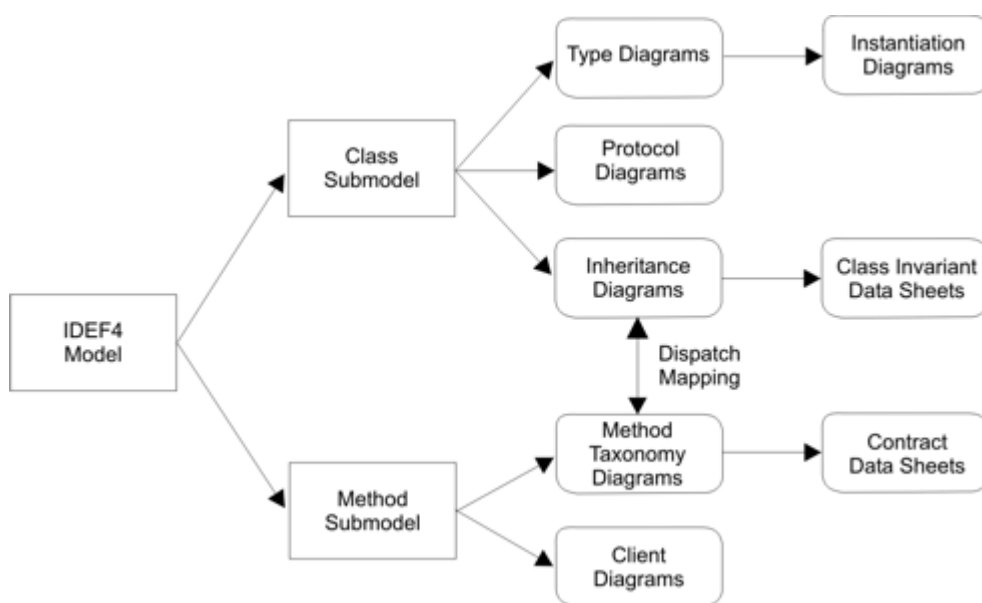 Type Diagrams
Instantiation
Diagrams
Class
Submodel
Protocol
Diagrams
Inheritance
Diagrams
Class Invariant
Data Sheets
IDEF4
Model
Dispatch
Mapping
Method
Taxonomy
Diagrams
Contract
Data Sheets
Method
Submodel
Client
Diagrams